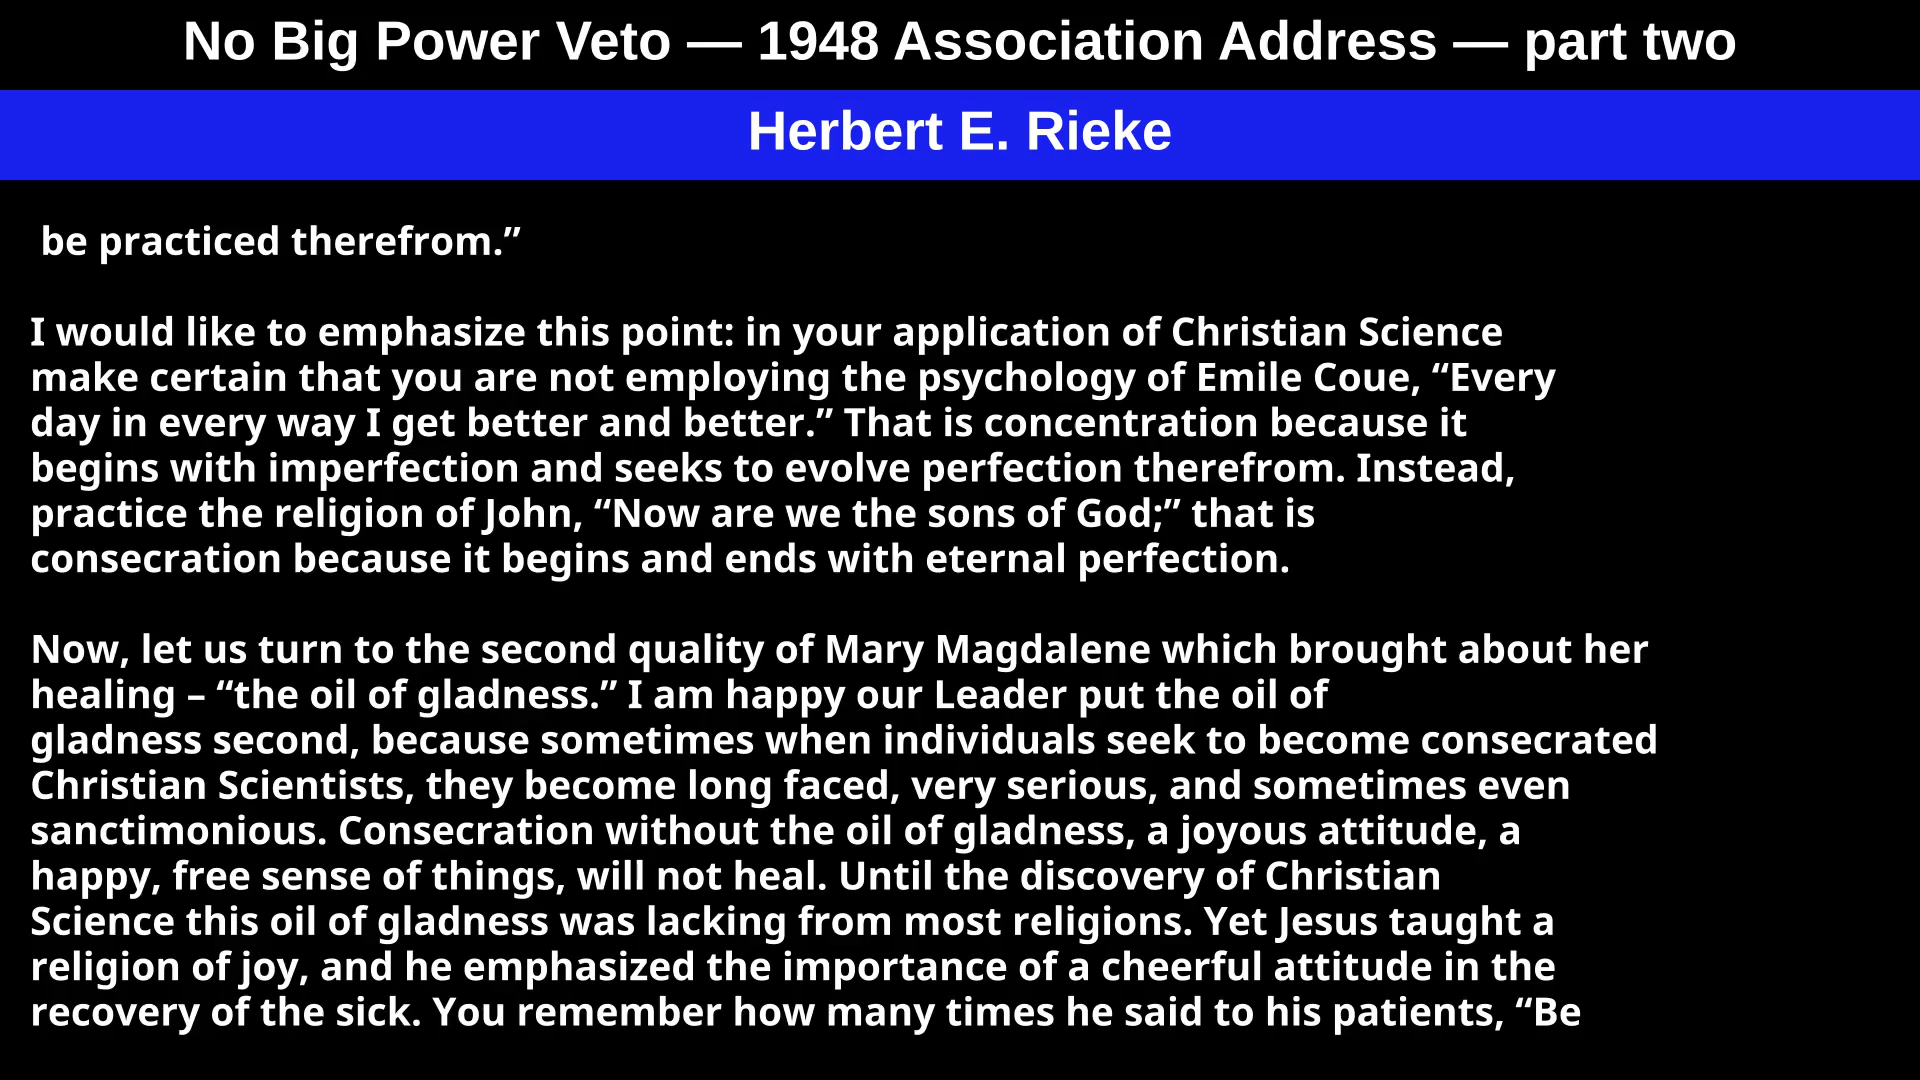 No Big Power Veto — 1948 Association Address — part two
Herbert E. Rieke
be practiced therefrom.”
I would like to emphasize this point: in your application of Christian Science
make certain that you are not employing the psychology of Emile Coue, “Every
day in every way I get better and better.” That is concentration because it
begins with imperfection and seeks to evolve perfection therefrom. Instead,
practice the religion of John, “Now are we the sons of God;” that is
consecration because it begins and ends with eternal perfection.
Now, let us turn to the second quality of Mary Magdalene which brought about her
healing – “the oil of gladness.” I am happy our Leader put the oil of
gladness second, because sometimes when individuals seek to become consecrated
Christian Scientists, they become long faced, very serious, and sometimes even
sanctimonious. Consecration without the oil of gladness, a joyous attitude, a
happy, free sense of things, will not heal. Until the discovery of Christian
Science this oil of gladness was lacking from most religions. Yet Jesus taught a
religion of joy, and he emphasized the importance of a cheerful attitude in the
recovery of the sick. You remember how many times he said to his patients, “Be